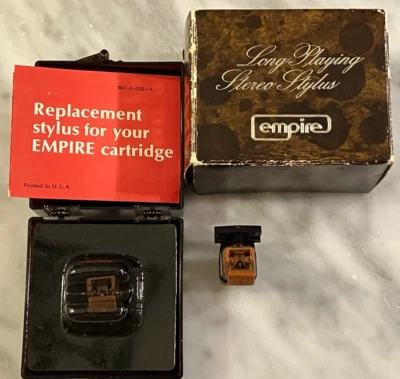 Replacement
stylus for your
EMPIRE cartridge
Printed in U.S.A.
Long Playing
Stereo Stylus
empire